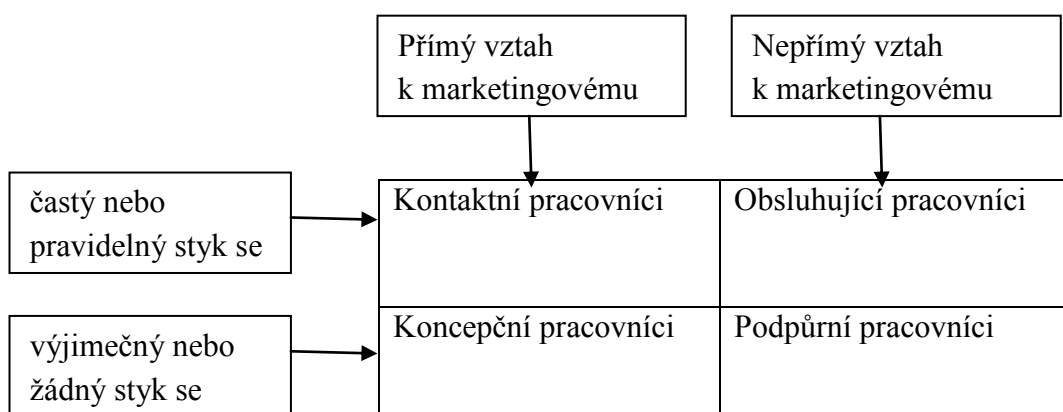 Přímý vztah
k marketingovému
Nepřímý vztah
k marketingovému
častý nebo
pravidelný styk se
Kontaktní pracovníci
Obsluhující pracovníci
výjimečný nebo
žádný styk se
Koncepční pracovníci
Podpůrní pracovníci